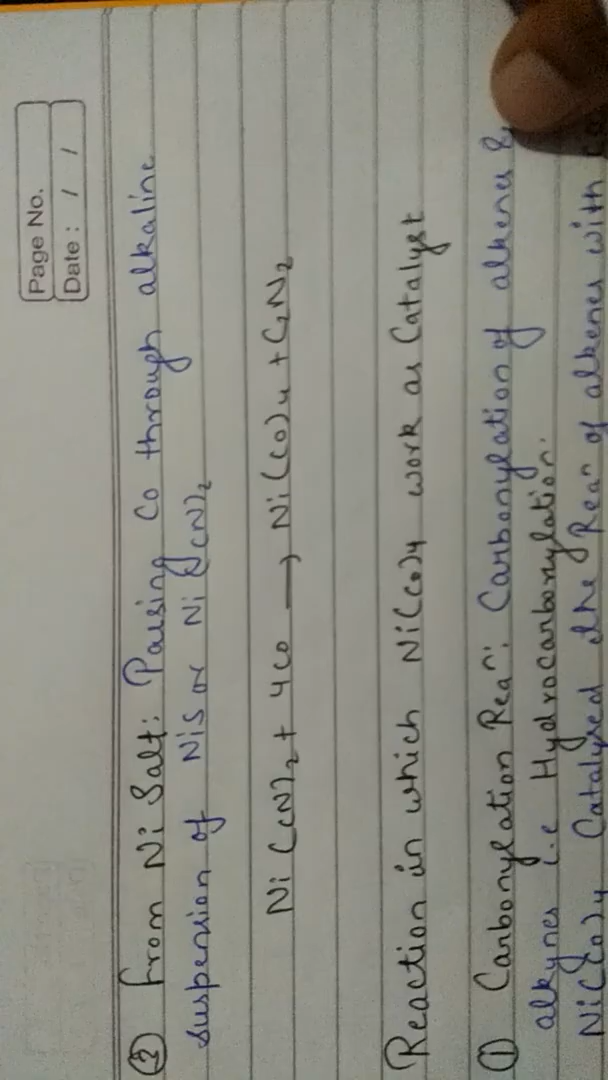 Page No.
Date : / /
② from Ni Salt: Passing Co through alkaline
suspension of NiS or Ni (CN)₂
Ni (CN)₂ + 4CO → Ni(CO)4 + C₂N₂
Reaction in which Ni(CO)4 work as Catalyst
① Carbonylation Reaⁿ: Carbonylation of alkenes &
alkynes i.e Hydrocarbonylation.
Ni(CO)4 Catalysed the Reaⁿ of alkenes with